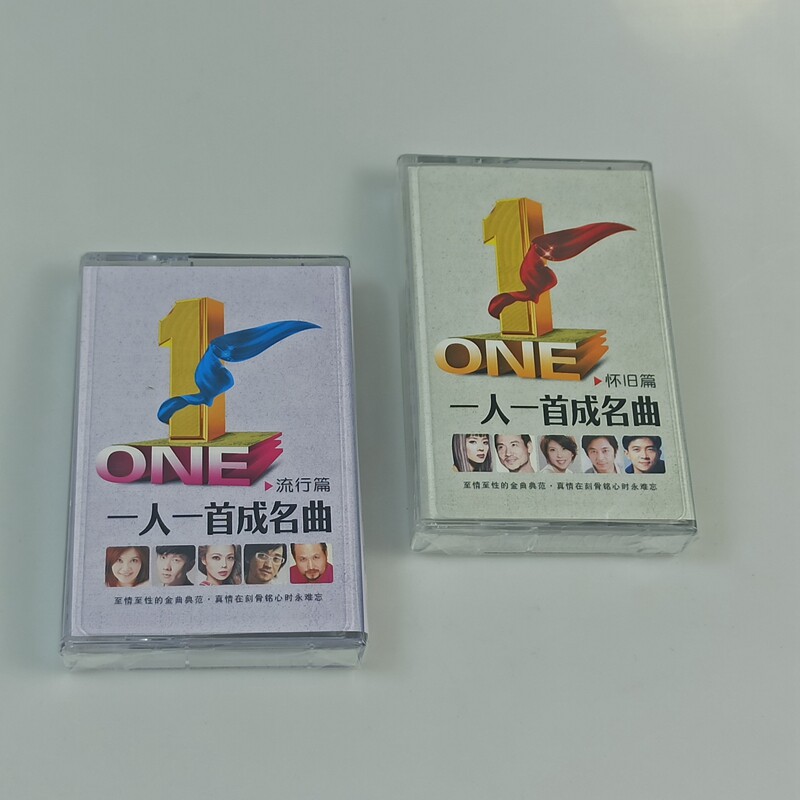 1
ONE
▶流行篇
一人一首成名曲
至情至性的金曲典范·真情在刻骨铭心时永难忘
1
ONE
▶怀旧篇
一人一首成名曲
至情至性的金典典范·真情在刻骨铭心时永难忘